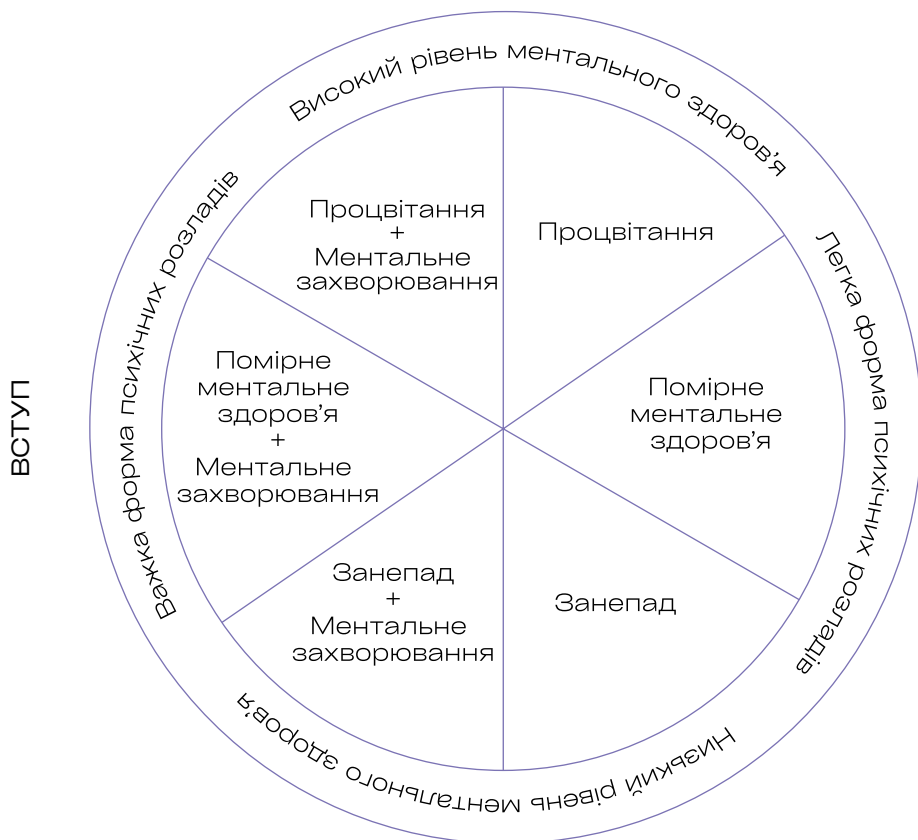 ВСТУП
Високий рівень ментального здоров'я
Важка форма психічних розладів
Легка форма психічних розладів
Процвітання
+
Ментальне
захворювання
Процвітання
Помірне
ментальне
здоров'я
+
Ментальне
захворювання
Помірне
ментальне
здоров'я
Занепад
+
Ментальне
захворювання
Занепад
Низький рівень ментального здоров'я